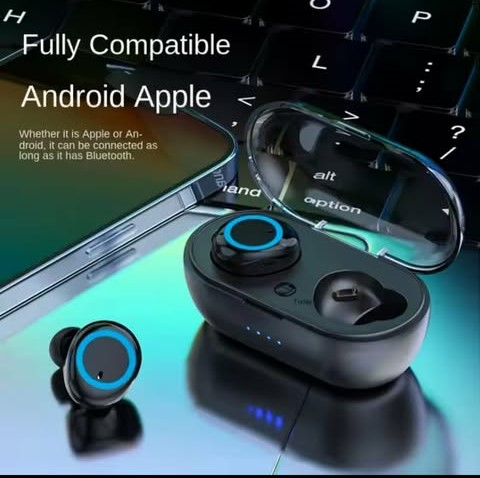 Fully Compatible
Android Apple
Whether it is Apple or An-
droid, it can be connected as
long as it has Bluetooth.
H
O
P
L
:
;
<
,
>
.
?
/
alt
option